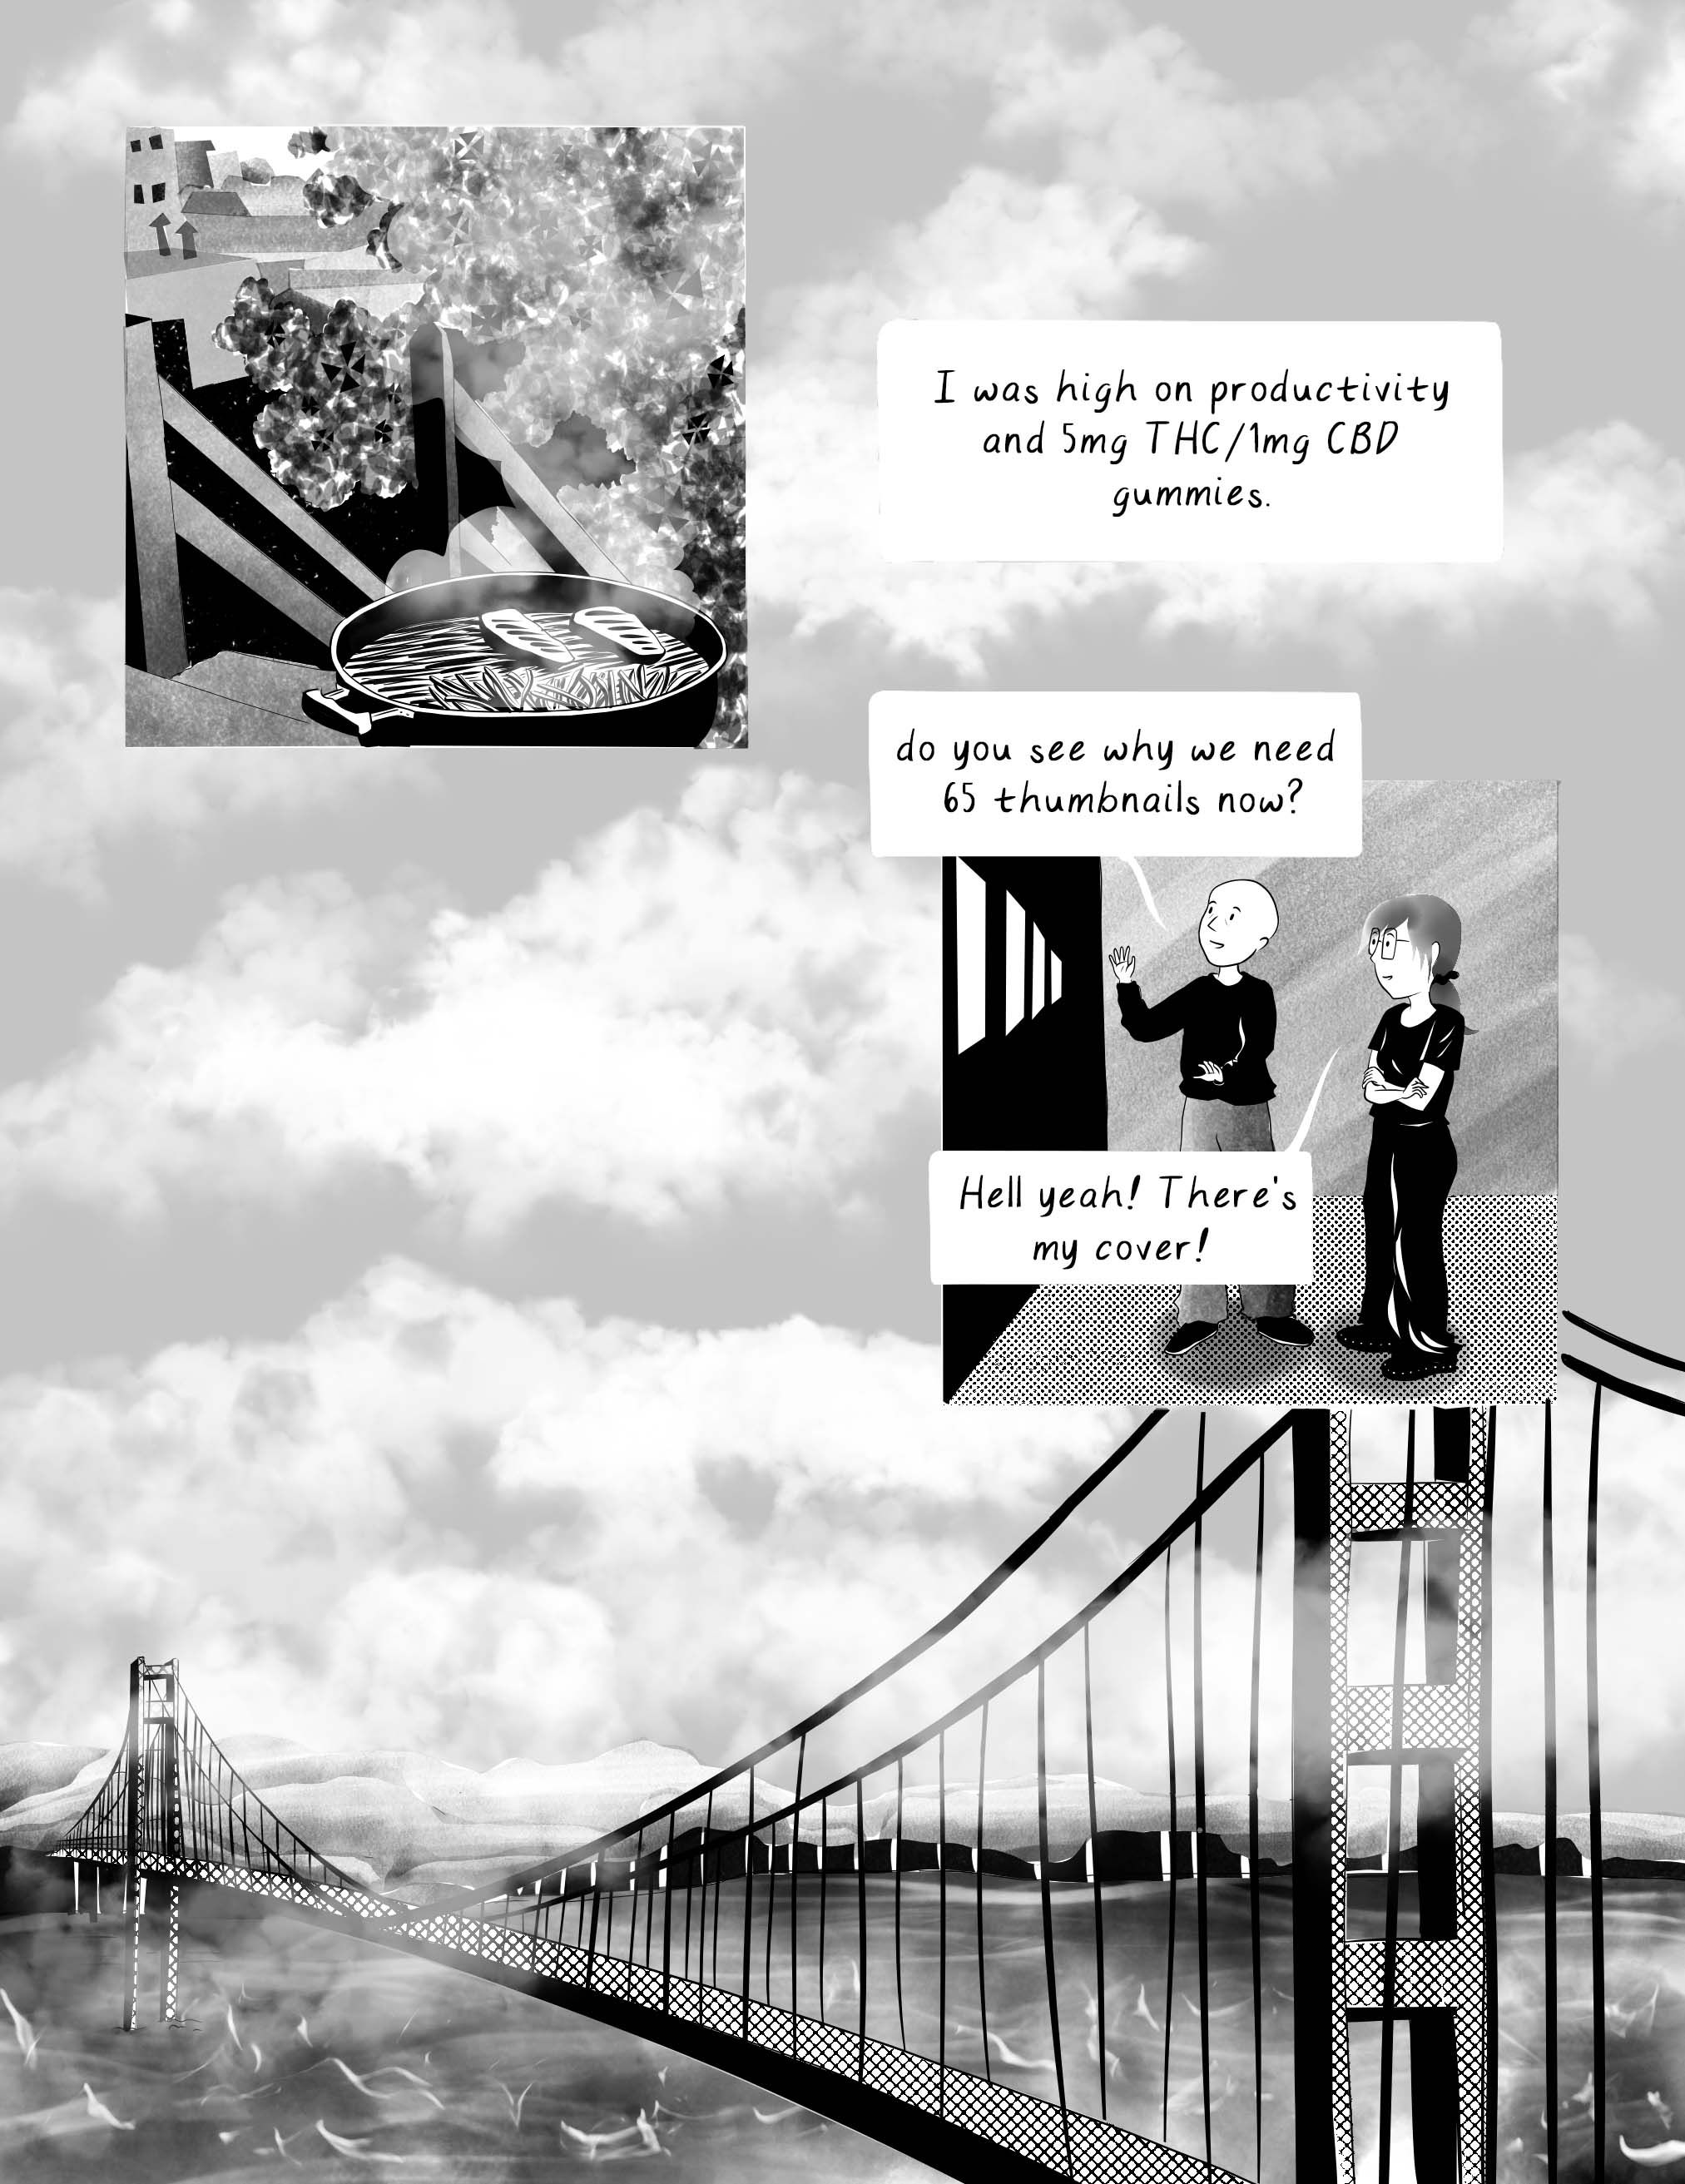 I was high on productivity
and 5mg THC/1mg CBD
gummies.
do you see why we need
65 thumbnails now?
Hell yeah! There's
my cover!